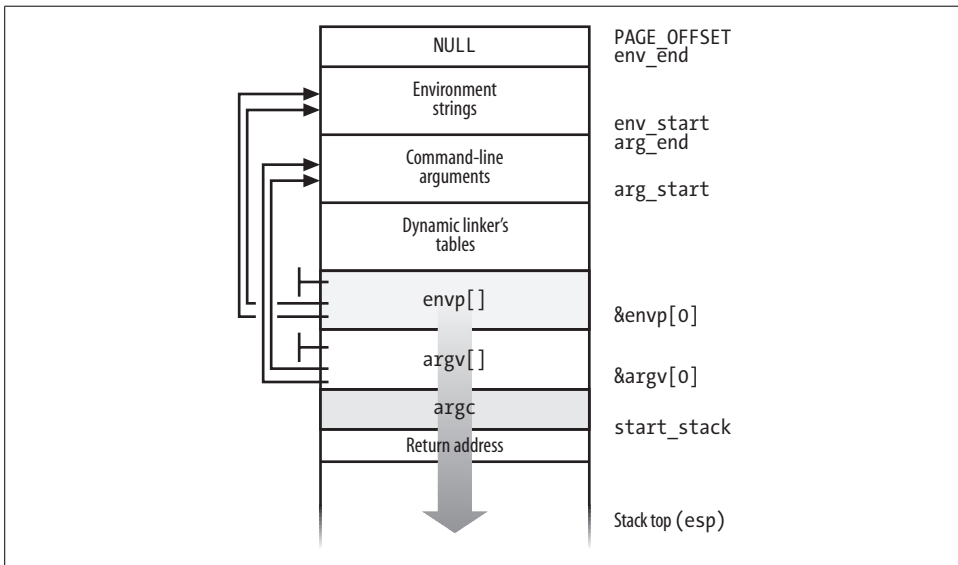 NULL
PAGE_OFFSET
env_end
Environment
strings
env_start
arg_end
Command-line
arguments
arg_start
Dynamic linker's
tables
envp[]
&envp[0]
argv[]
&argv[0]
argc
start_stack
Return address
Stack top (esp)